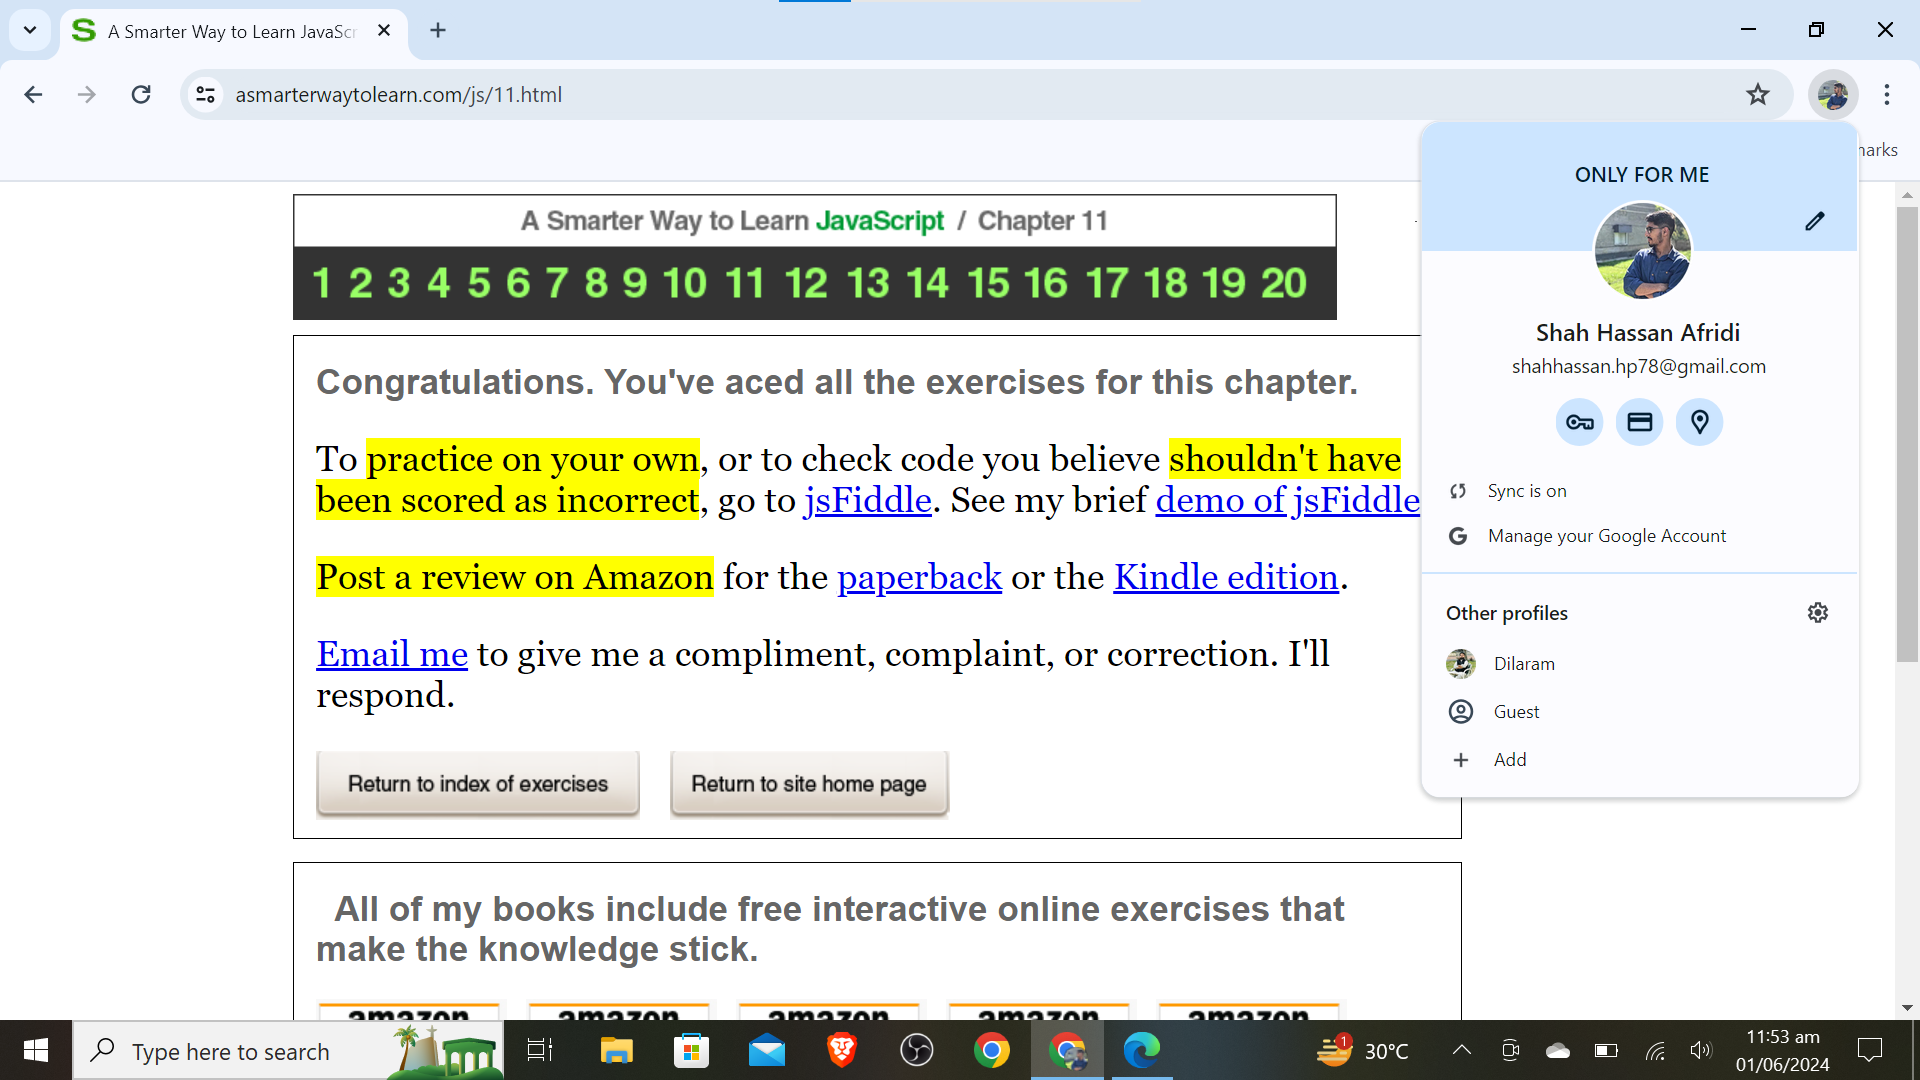 A Smarter Way to Learn JavaScr
asmarterwaytolearn.com/js/11.html
arks
A Smarter Way to Learn JavaScript / Chapter 11
1 2 3 4 5 6 7 8 9 10 11 12 13 14 15 16 17 18 19 20
Congratulations. You've aced all the exercises for this chapter.
To practice on your own, or to check code you believe shouldn't have
been scored as incorrect, go to jsFiddle. See my brief demo of jsFiddle
Post a review on Amazon for the paperback or the Kindle edition.
Email me to give me a compliment, complaint, or correction. I'll
respond.
Return to index of exercises
Return to site home page
All of my books include free interactive online exercises that
make the knowledge stick.
amazon amazon amazon amazon amazon
ONLY FOR ME
Shah Hassan Afridi
shahhassan.hp78@gmail.com
Sync is on
Manage your Google Account
Other profiles
Dilaram
Guest
Add
Type here to search
1
30°C
11:53 am
01/06/2024